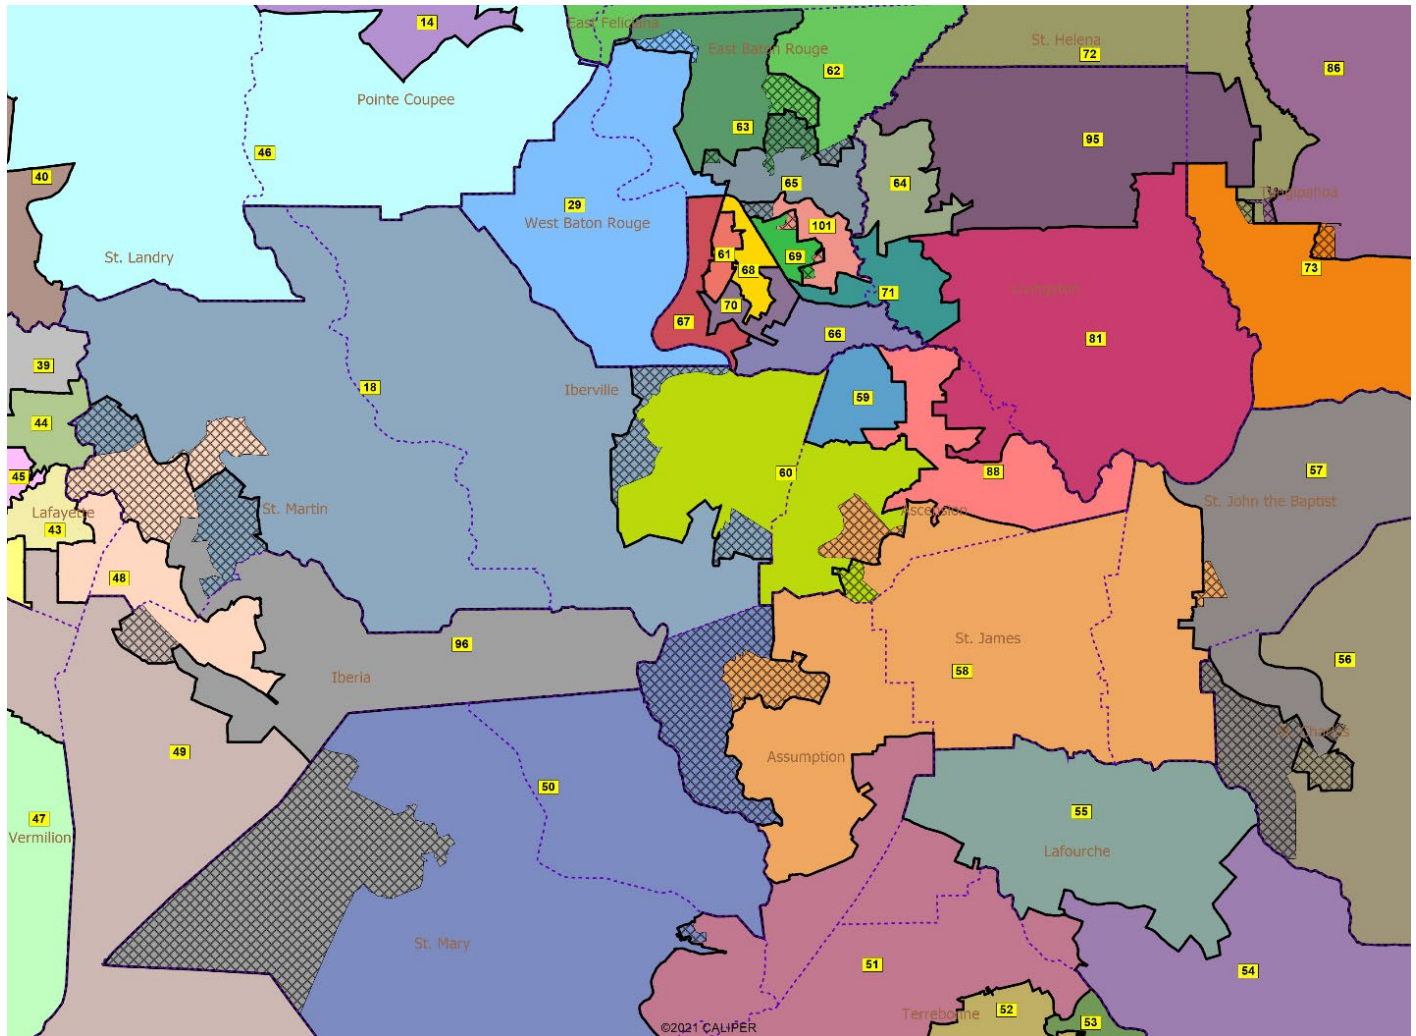 East Feliciana
14
East Baton Rouge
St. Helena
72
62
86
Pointe Coupee
63
95
46
40
65
64
Tangipahoa
29
West Baton Rouge
101
61
69
68
St. Landry
73
71
Livingston
70
67
66
81
39
18
Iberville
59
44
45
60
88
57
St. John the Baptist
Lafayette
St. Martin
Ascension
43
48
St. James
96
58
56
Iberia
49
Assumption
St. Charles
50
47
Vermilion
55
Lafourche
St. Mary
51
54
52
Terrebonne
53
©2021 CALIPER